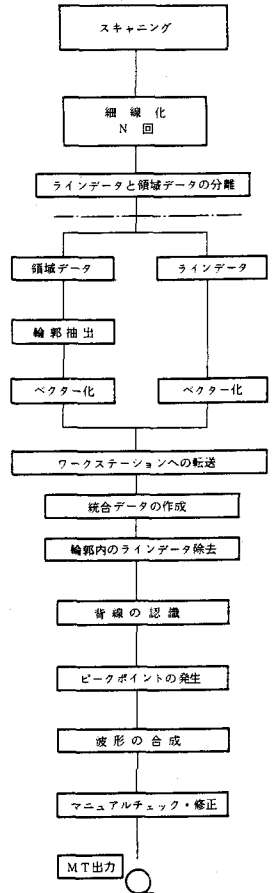 スキャニング
細線化
N 回
ラインデータと領域データの分離
領域データ
ラインデータ
輪郭抽出
ベクター化
ベクター化
ワークステーションへの転送
統合データの作成
輪郭内のラインデータ除去
背線の認識
ピークポイントの発生
波形の合成
マニュアルチェック・修正
MT出力